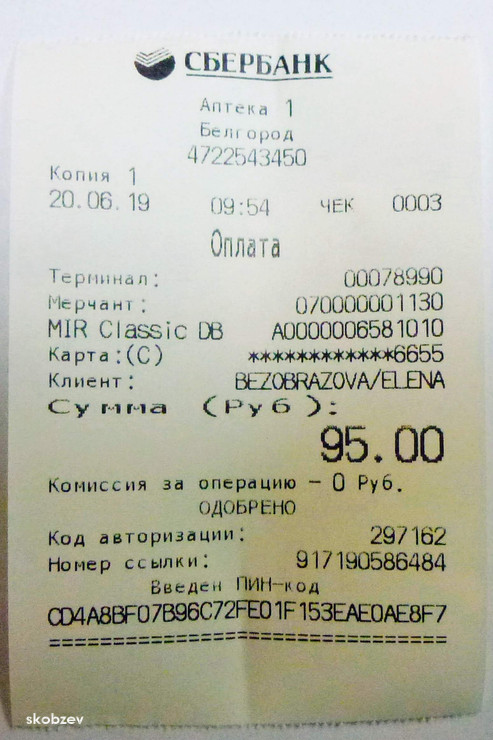 СБЕРБАНК
Аптека 1
Белгород
4722543450
Копия 1
20.06.19 09:54 ЧЕК 0003
Оплата
Терминал: 00078990
Мерчант: 070000001130
MIR Classic DB A0000006581010
Карта:(C) ************6655
Клиент: BEZOBRAZOVA/ELENA
Сумма (Руб):
95.00
Комиссия за операцию – 0 Руб.
ОДОБРЕНО
Код авторизации: 297162
Номер ссылки: 917190586484
Введен ПИН-код
CD4A8BF07B96C72FE01F153EAE0AE8F7
==================================
skobzev